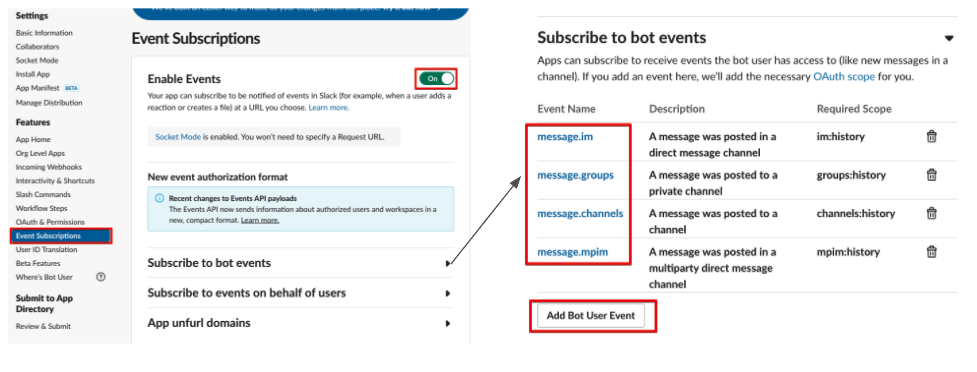 Settings
Basic Information
Collaborators
Socket Mode
Install App
App Manifest BETA
Manage Distribution
Features
App Home
Org Level Apps
Incoming Webhooks
Interactivity & Shortcuts
Slash Commands
Workflow Steps
OAuth & Permissions
Event Subscriptions
User ID Translation
Beta Features
Where's Bot User
Submit to App
Directory
Review & Submit
Event Subscriptions
Enable Events
On
Your app can subscribe to be notified of events in Slack (for example, when a user adds a
reaction or creates a file) at a URL you choose. Learn more.
Socket Mode is enabled. You won't need to specify a Request URL.
New event authorization format
Recent changes to Events API payloads
The Events API now sends information about authorized users and workspaces in a
new, compact format. Learn more.
Subscribe to bot events
Subscribe to events on behalf of users
App unfurl domains
Subscribe to bot events
Apps can subscribe to receive events the bot user has access to (like new messages in a
channel). If you add an event here, we'll add the necessary OAuth scope for you.
Event Name Description Required Scope
message.im A message was posted in a im:history
direct message channel
message.groups A message was posted to a groups:history
private channel
message.channels A message was posted to a channels:history
channel
message.mpim A message was posted in a mpim:history
multiparty direct message
channel
Add Bot User Event